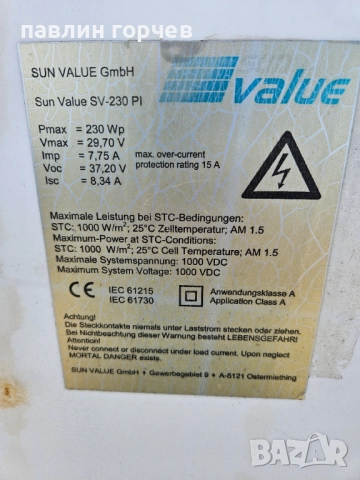 павлин горчев
SUN VALUE GmbH
sun
value
Sun Value SV-230 PI
Pmax = 230 Wp
Vmax = 29,70 V
Imp = 7,75 A max. over-current
Voc = 37,20 V protection rating 15 A
Isc = 8,34 A
Maximale Leistung bei STC-Bedingungen:
STC: 1000 W/m²; 25°C Zelltemperatur; AM 1.5
Maximum-Power at STC-Conditions:
STC: 1000 W/m²; 25°C Cell Temperature; AM 1.5
Maximale Systemspannung: 1000 VDC
Maximum System Voltage: 1000 VDC
CE IEC 61215 Anwendungsklasse A
IEC 61730 Application Class A
Achtung!
Die Steckkontakte niemals unter Laststrom stecken oder ziehen.
Bei Nichtbeachtung dieser Warnung besteht LEBENSGEFAHR!
Attention!
Never connect or disconnect under load current. Upon neglect
MORTAL DANGER exists.
SUN VALUE GmbH • Gewerbegebiet 9 • A-5121 Ostermiething
BAZAR